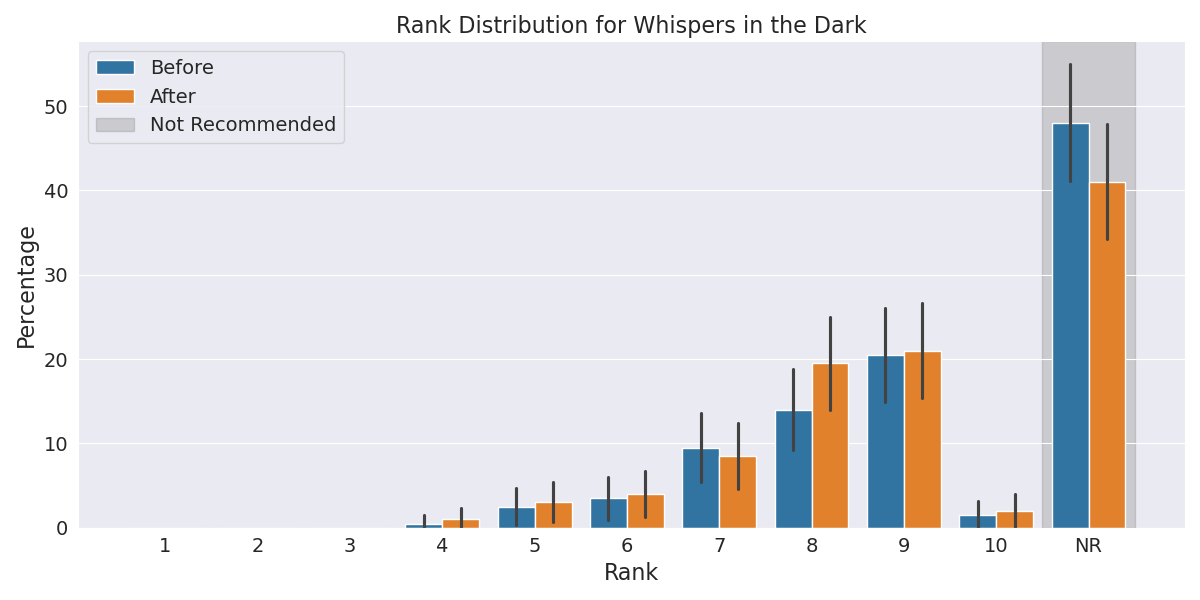 Rank Distribution for Whispers in the Dark
Before
After
Not Recommended
Percentage
50
40
30
20
10
0
1 2 3 4 5 6 7 8 9 10 NR
Rank